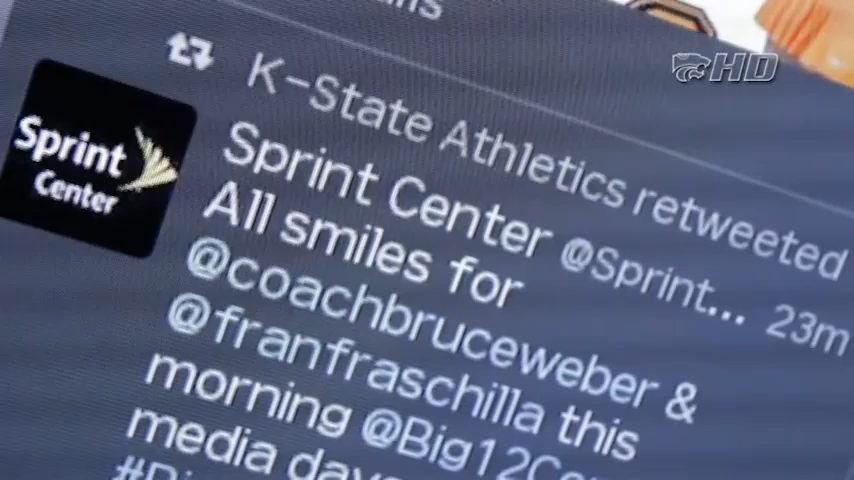 HD
K-State Athletics retweeted
Sprint Center
Sprint Center @Sprint... 23m
All smiles for
@coachbruceweber &
@franfraschilla this
morning @Big12Co
media days